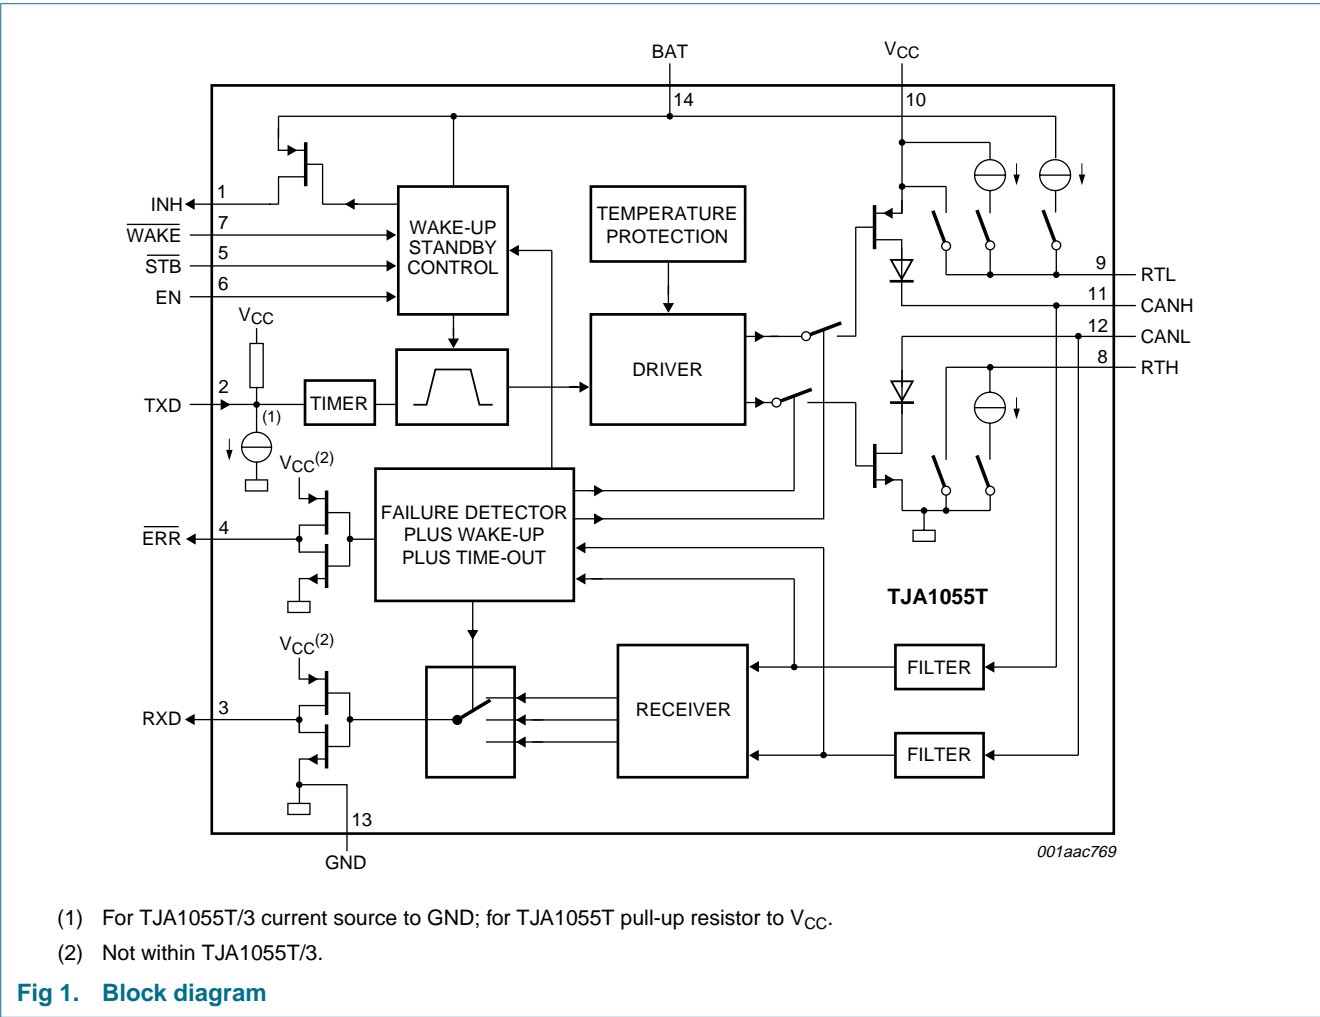 BAT
VCC
14
10
1
INH
7
WAKE
WAKE-UP
STANDBY
CONTROL
TEMPERATURE
PROTECTION
5
STB
6
EN
9
RTL
11
CANH
VCC
12
CANL
8
RTH
DRIVER
2
TXD
(1)
TIMER
VCC(2)
4
ERR
FAILURE DETECTOR
PLUS WAKE-UP
PLUS TIME-OUT
TJA1055T
VCC(2)
3
RXD
RECEIVER
FILTER
FILTER
13
GND
001aac769
(1) For TJA1055T/3 current source to GND; for TJA1055T pull-up resistor to VCC.
(2) Not within TJA1055T/3.
Fig 1. Block diagram